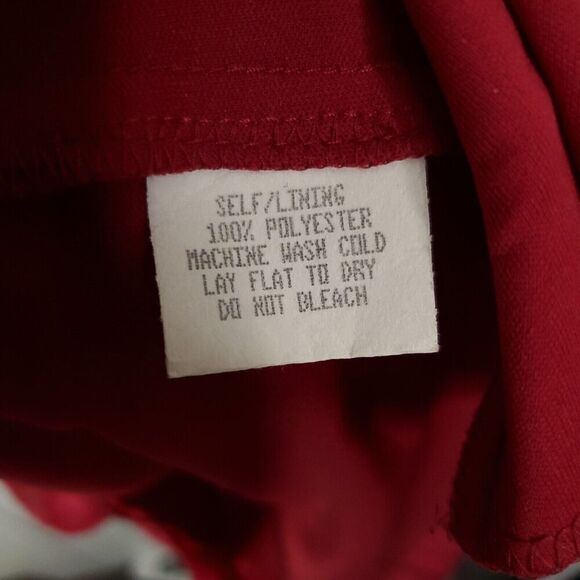 SELF/LINING
100% POLYESTER
MACHINE WASH COLD
LAY FLAT TO DRY
DO NOT BLEACH